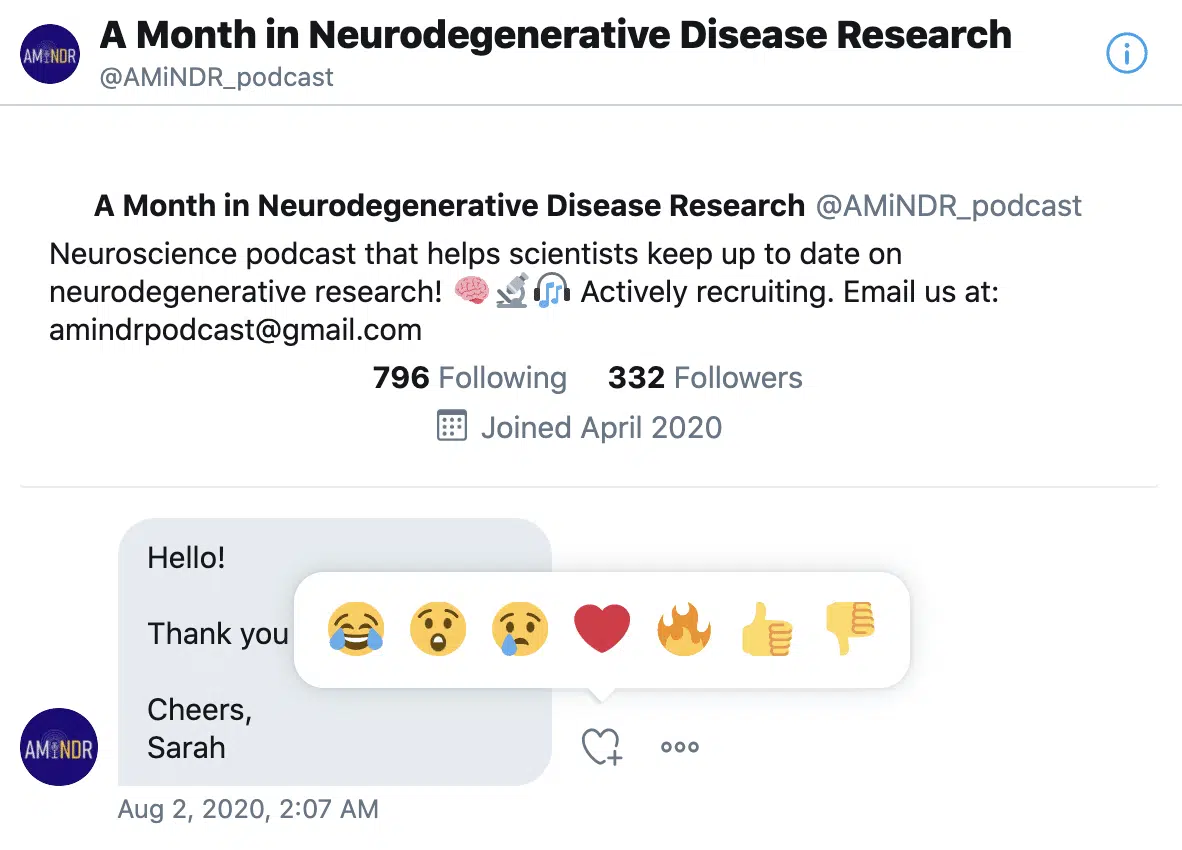 AMiNDR
A Month in Neurodegenerative Disease Research
@AMiNDR_podcast
A Month in Neurodegenerative Disease Research @AMiNDR_podcast
Neuroscience podcast that helps scientists keep up to date on
neurodegenerative research! 🧠🔬🎧 Actively recruiting. Email us at:
amindrpodcast@gmail.com
796 Following 332 Followers
Joined April 2020
Hello!
Thank you
Cheers,
Sarah
AMiNDR
Aug 2, 2020, 2:07 AM